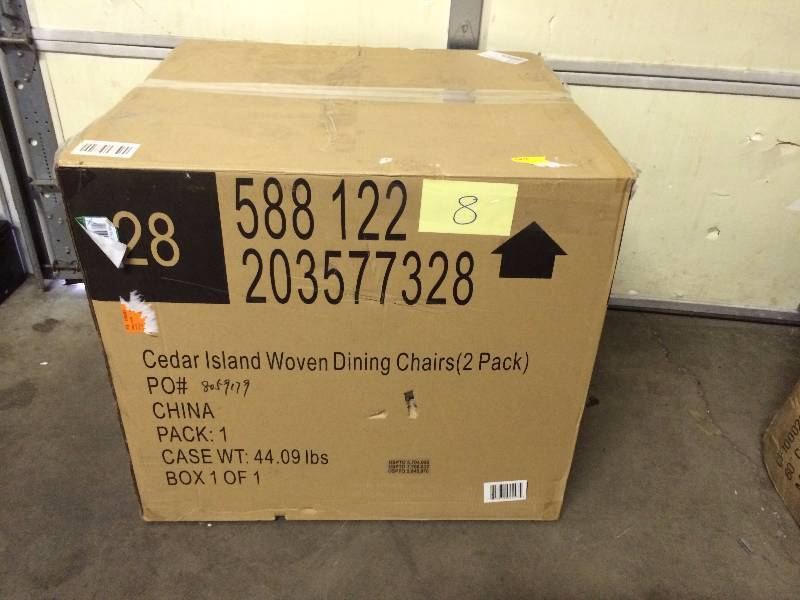 28
588 122
8
203577328
Cedar Island Woven Dining Chairs(2 Pack)
PO# 8059179
CHINA
PACK: 1
CASE WT: 44.09 lbs
BOX 1 OF 1